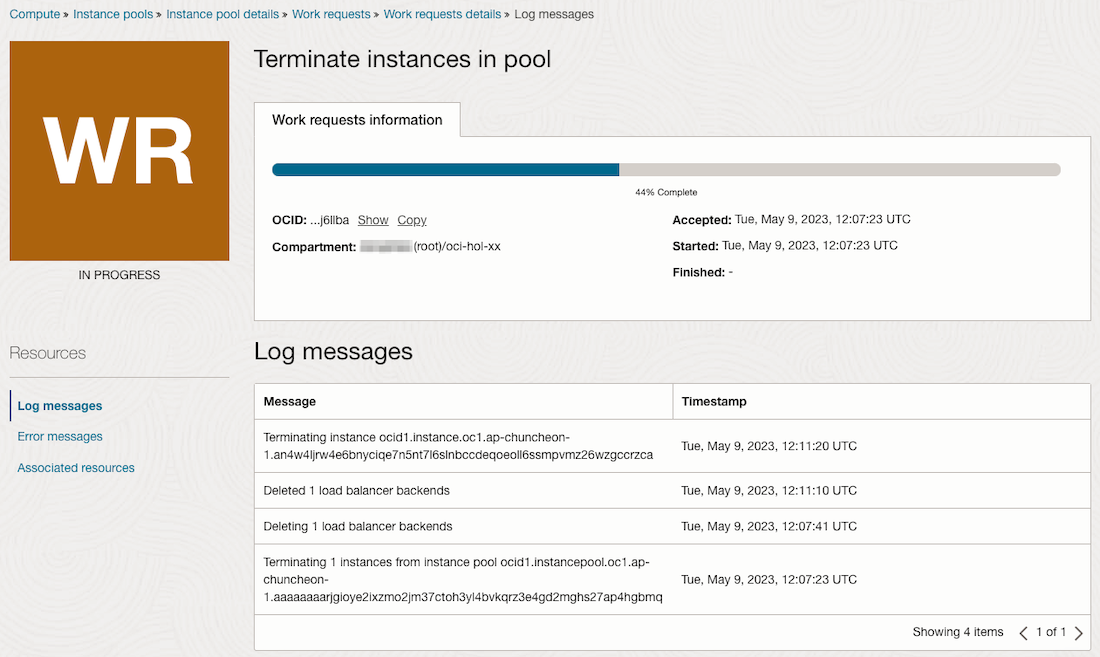 Compute » Instance pools » Instance pool details » Work requests » Work requests details » Log messages
WR
IN PROGRESS
Terminate instances in pool
Work requests information
44% Complete
OCID: ...j6llba Show Copy
Compartment: (root)/oci-hol-xx
Accepted: Tue, May 9, 2023, 12:07:23 UTC
Started: Tue, May 9, 2023, 12:07:23 UTC
Finished: -
Resources
Log messages
Error messages
Associated resources
Log messages
Message Timestamp
Terminating instance ocid1.instance.oc1.ap-chuncheon-
1.an4w4ljrw4e6bnyciqe7n5nt7l6slnbccdeqoeoll6ssmpvmz26wzgccrzca
Tue, May 9, 2023, 12:11:20 UTC
Deleted 1 load balancer backends Tue, May 9, 2023, 12:11:10 UTC
Deleting 1 load balancer backends Tue, May 9, 2023, 12:07:41 UTC
Terminating 1 instances from instance pool ocid1.instancepool.oc1.ap-
chuncheon-
1.aaaaaaaarjgioye2ixzmo2jm37ctoh3yl4bvkqrz3e4gd2mghs27ap4hgbmq
Tue, May 9, 2023, 12:07:23 UTC
Showing 4 items < 1 of 1 >